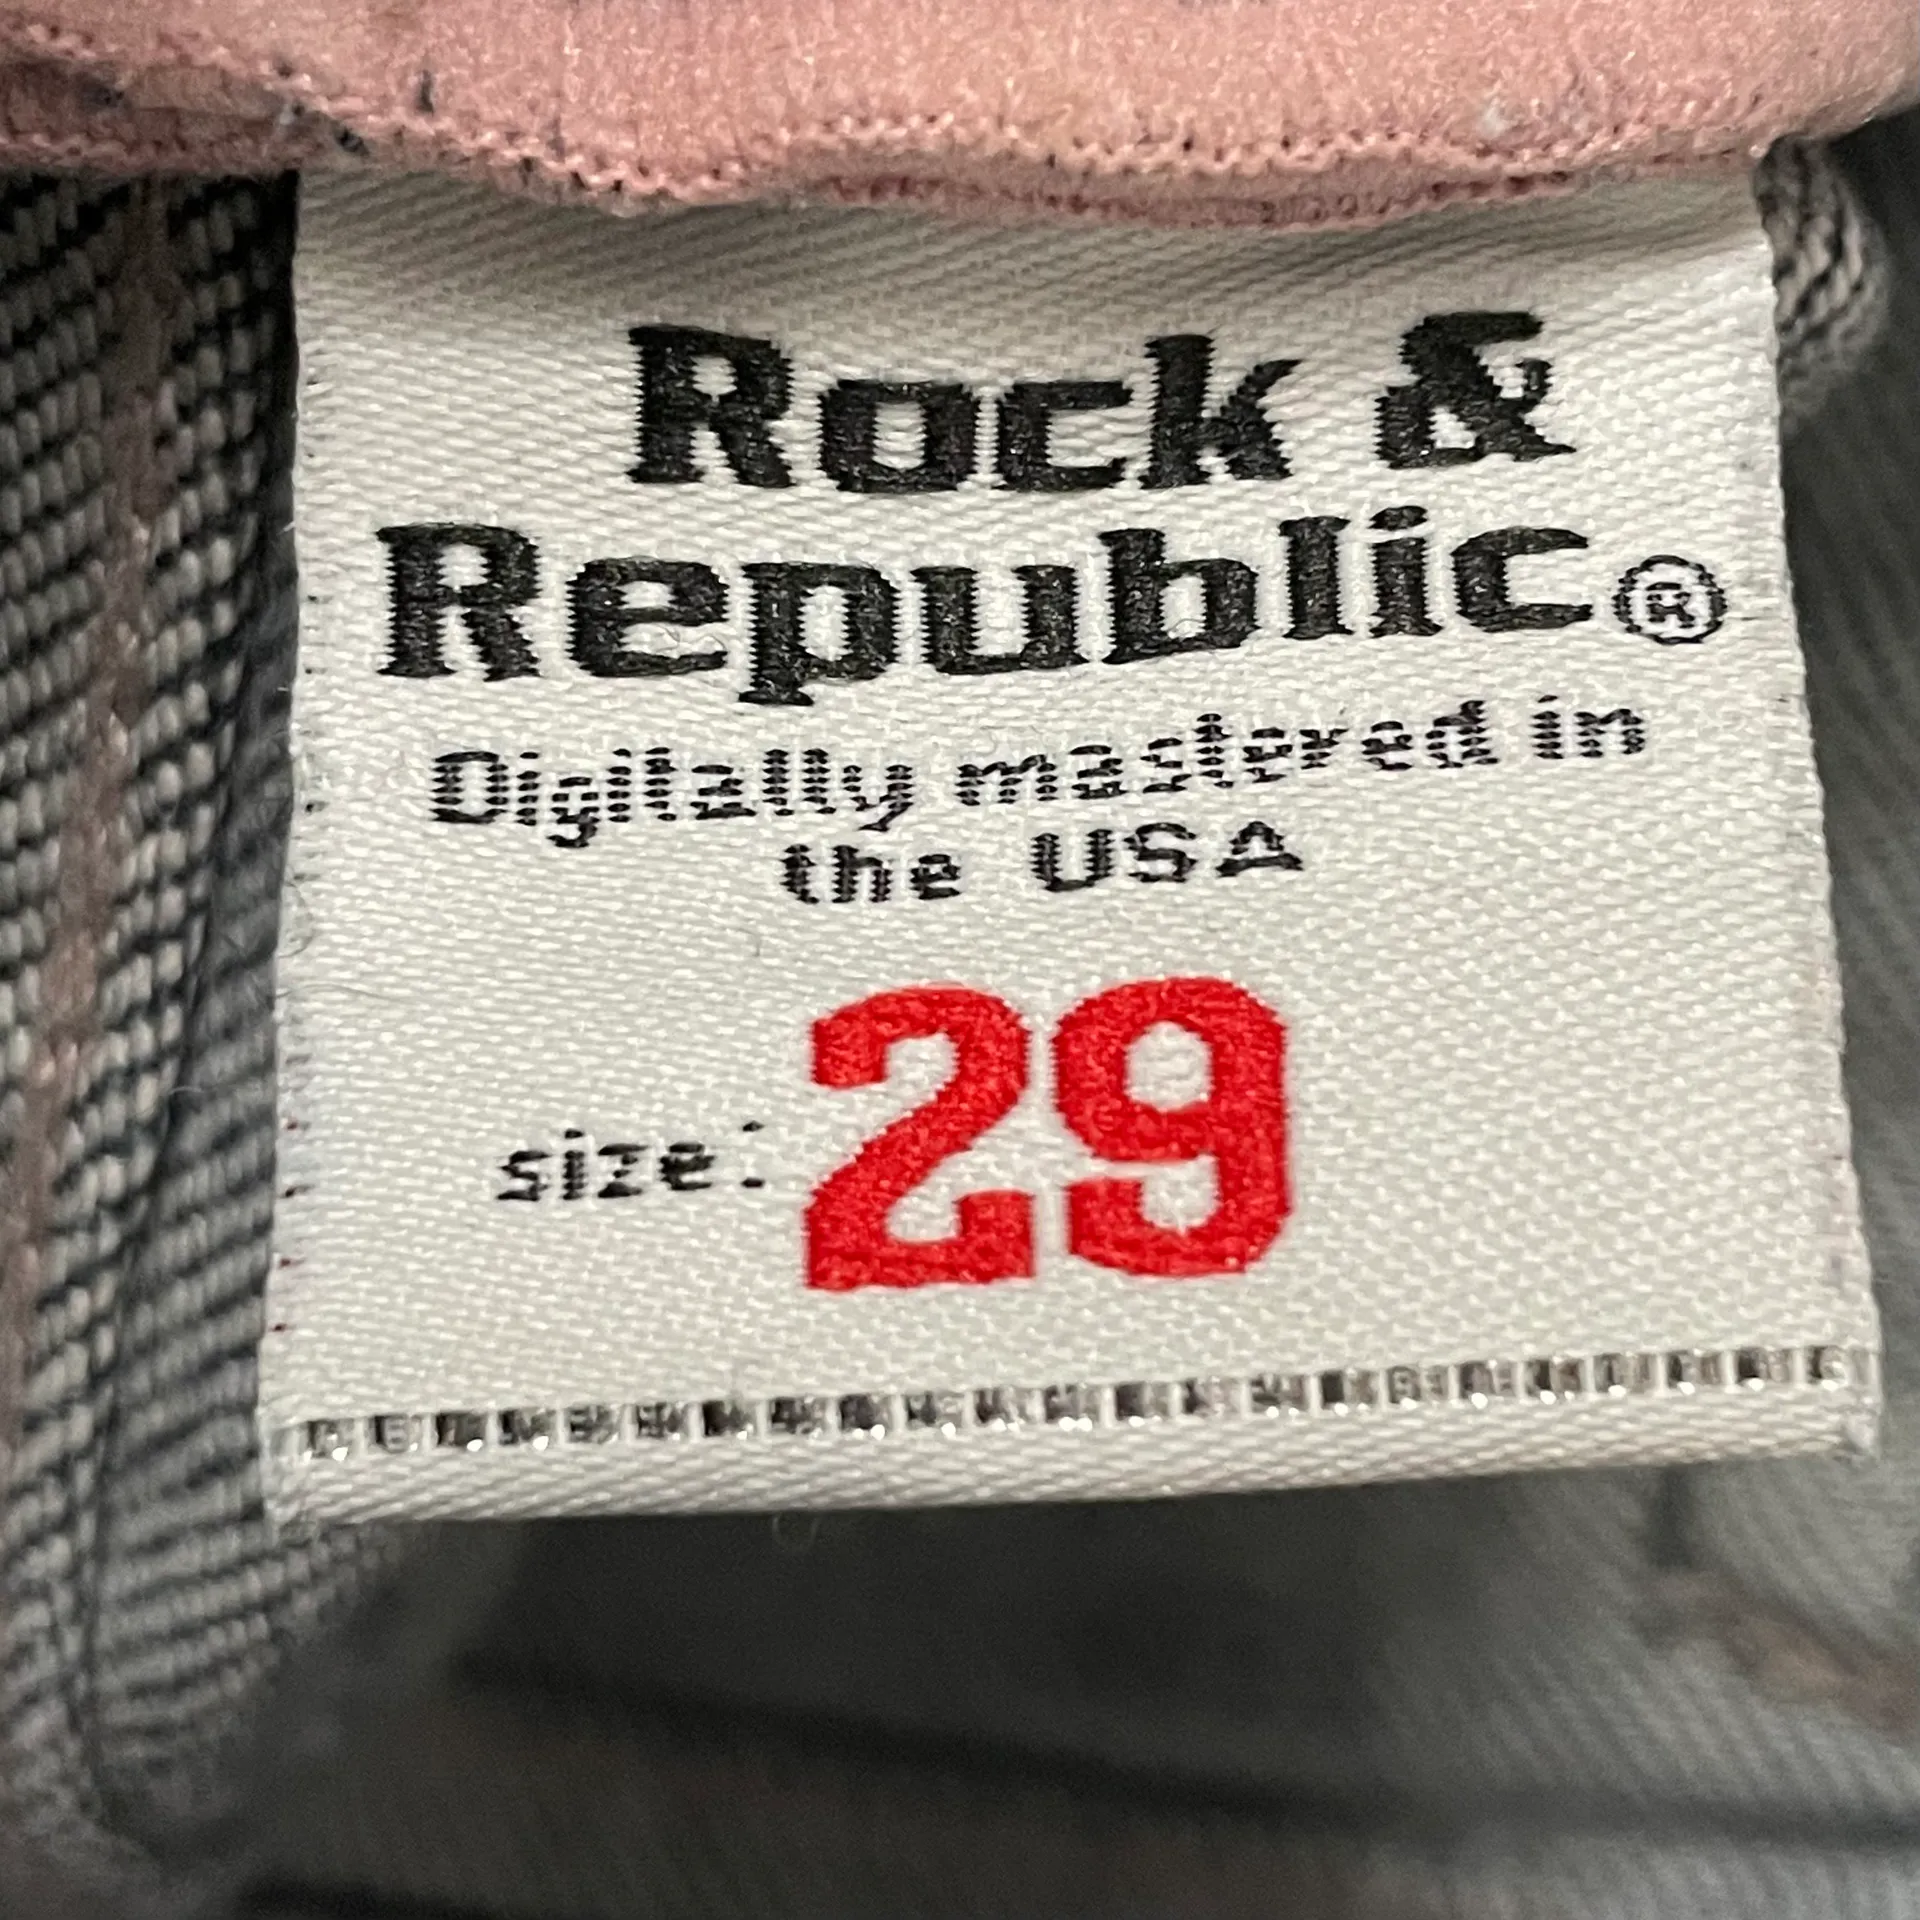 Rock &
Republic®
Digitally mastered in
the USA
size: 29